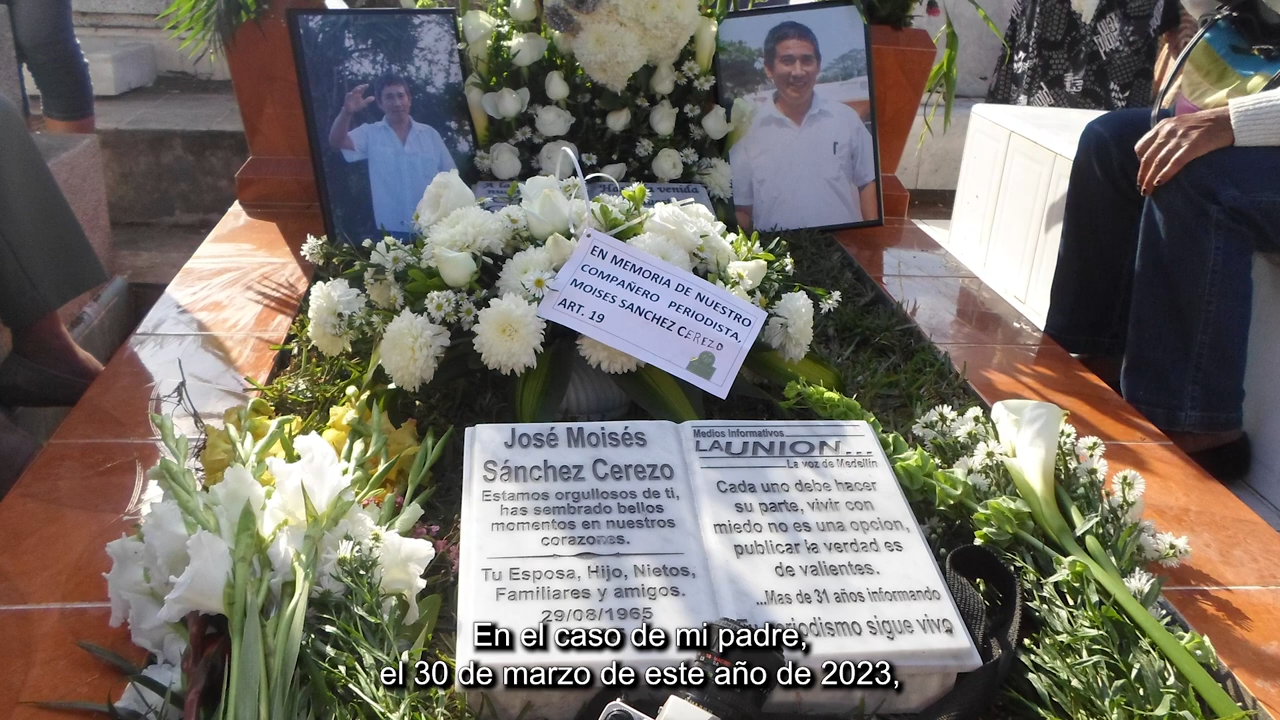 A la
Ha
venida
EN MEMORIA DE NUESTRO
COMPAÑERO PERIODISTA,
MOISES SANCHEZ CEREZO
ART. 19
José Moisés
Sánchez Cerezo
Estamos orgullosos de ti,
has sembrado bellos
momentos en nuestros
corazones.
Tu Esposa, Hijo, Nietos,
Familiares y amigos.
29/08/1965
Medios Informativos
LA UNION...
La voz de Medellín
Cada uno debe hacer
su parte, vivir con
miedo no es una opcion,
publicar la verdad es
de valientes.
...Mas de 31 años informando
periodismo sigue vivo
En el caso de mi padre,
el 30 de marzo de este año de 2023,